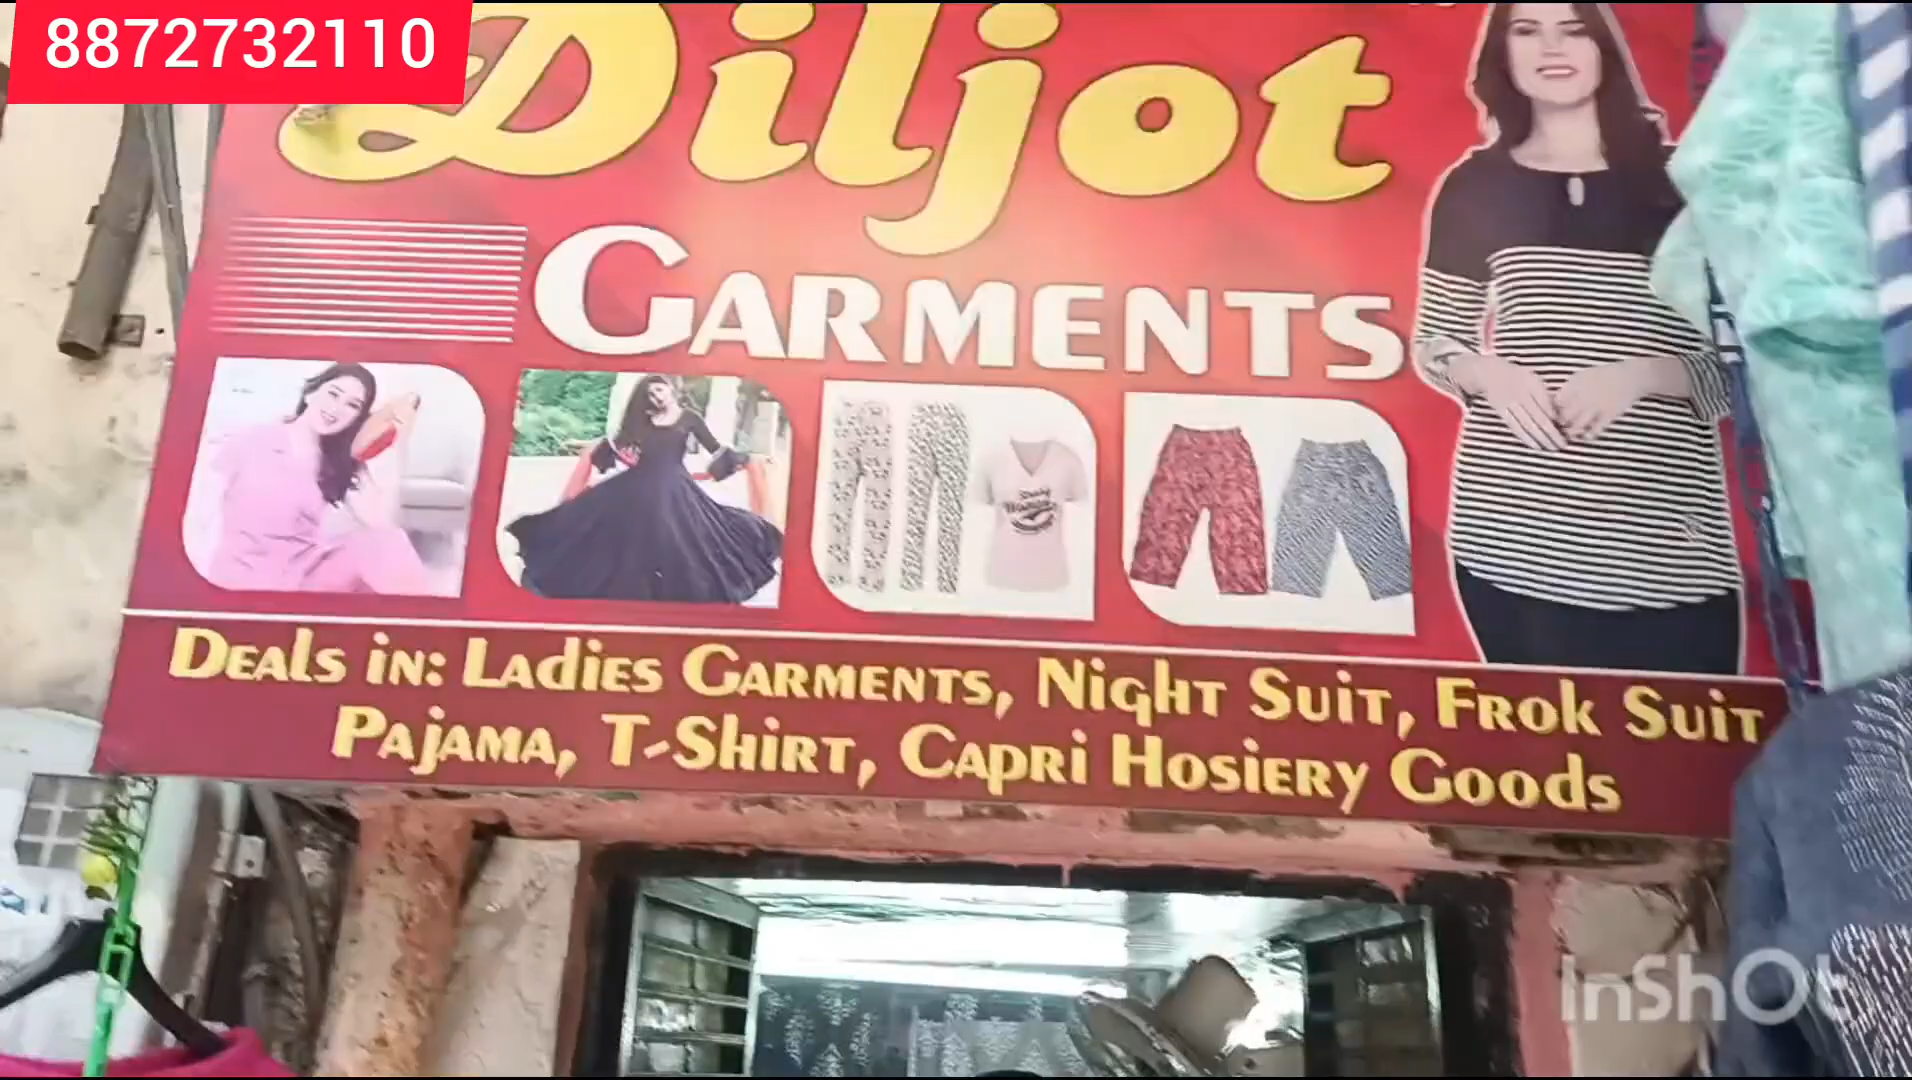 8872732110
Diljot
GARMENTS
DEAls iN: LAdiES GARMENTS, NigHT SuiT, FROk SuiT
PAjAMA, T-SHiRT, CAPRi HOSiERy GOOds
InShOt